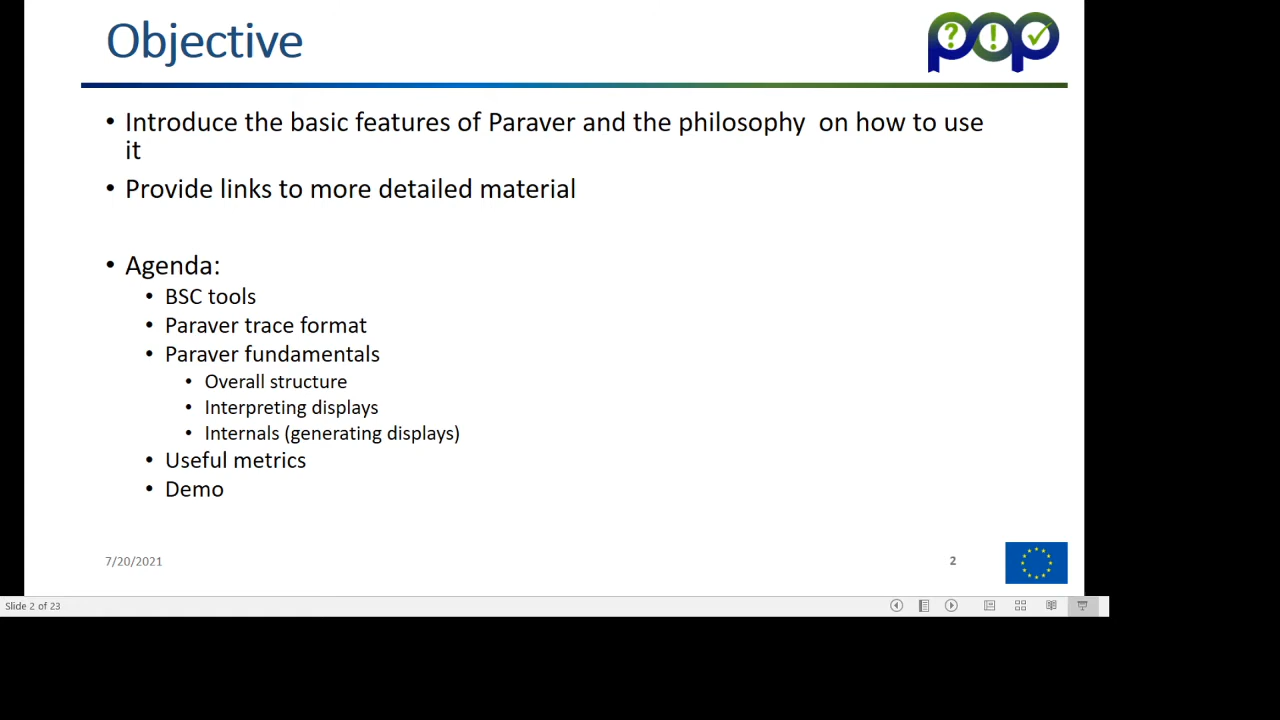 Objective
pop
? ! ✓
• Introduce the basic features of Paraver and the philosophy  on how to use
it
• Provide links to more detailed material
• Agenda:
• BSC tools
• Paraver trace format
• Paraver fundamentals
• Overall structure
• Interpreting displays
• Internals (generating displays)
• Useful metrics
• Demo
7/20/2021
2
Slide 2 of 23